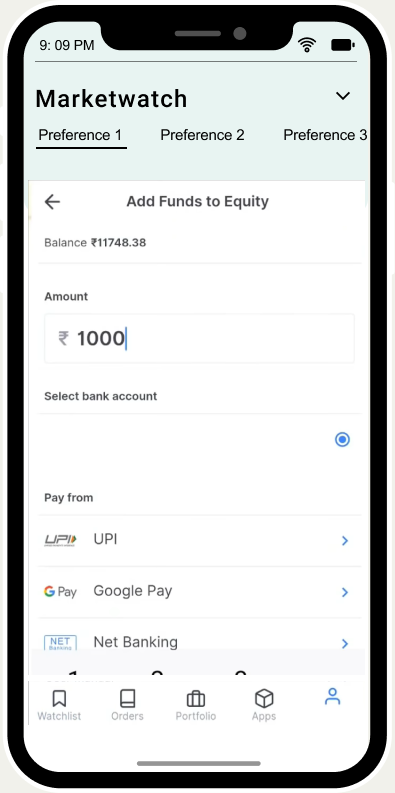 9: 09 PM
Marketwatch
Preference 1 Preference 2 Preference 3
Add Funds to Equity
Balance ₹11748.38
Amount
₹ 1000
Select bank account
Pay from
UPI UPI
G Pay Google Pay
NET Banking Net Banking
Watchlist Orders Portfolio Apps